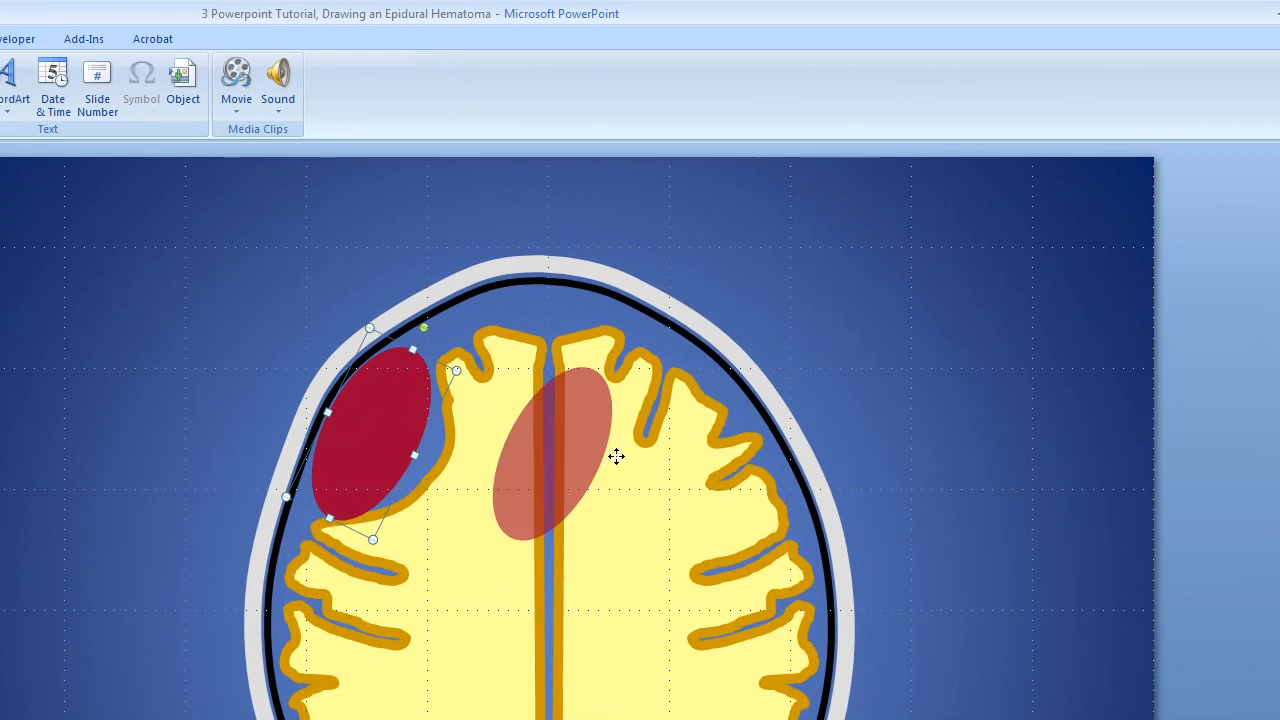 3 Powerpoint Tutorial, Drawing an Epidural Hematoma - Microsoft PowerPoint
veloper Add-Ins Acrobat
ordArt Date & Time Slide Number Symbol Object Movie Sound
Text Media Clips